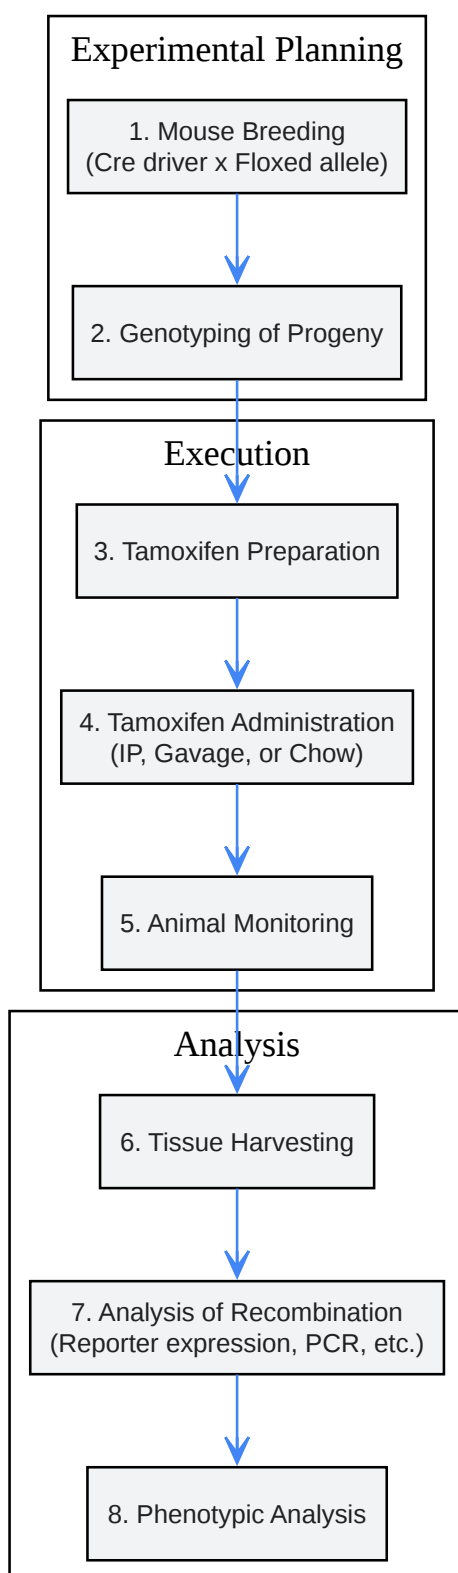 Experimental Planning
1. Mouse Breeding
(Cre driver x Floxed allele)
2. Genotyping of Progeny
Execution
3. Tamoxifen Preparation
4. Tamoxifen Administration
(IP, Gavage, or Chow)
5. Animal Monitoring
Analysis
6. Tissue Harvesting
7. Analysis of Recombination
(Reporter expression, PCR, etc.)
8. Phenotypic Analysis